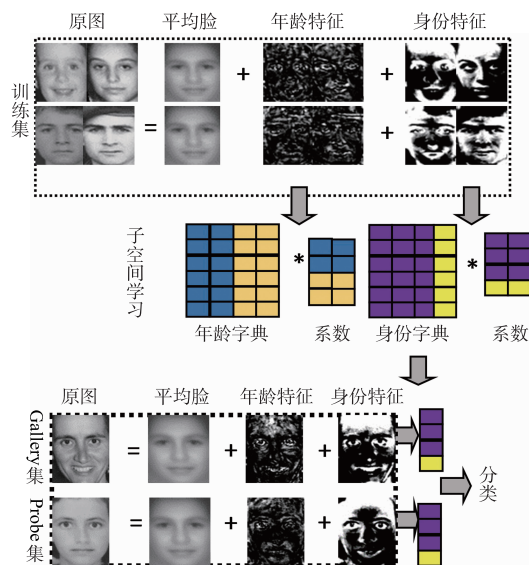 原图 平均脸 年龄特征 身份特征
训练集
+ +
= +
子空间学习
* *
年龄字典 系数 身份字典 系数
原图 平均脸 年龄特征 身份特征
Gallery集
= + +
分类
Probe集
= + +